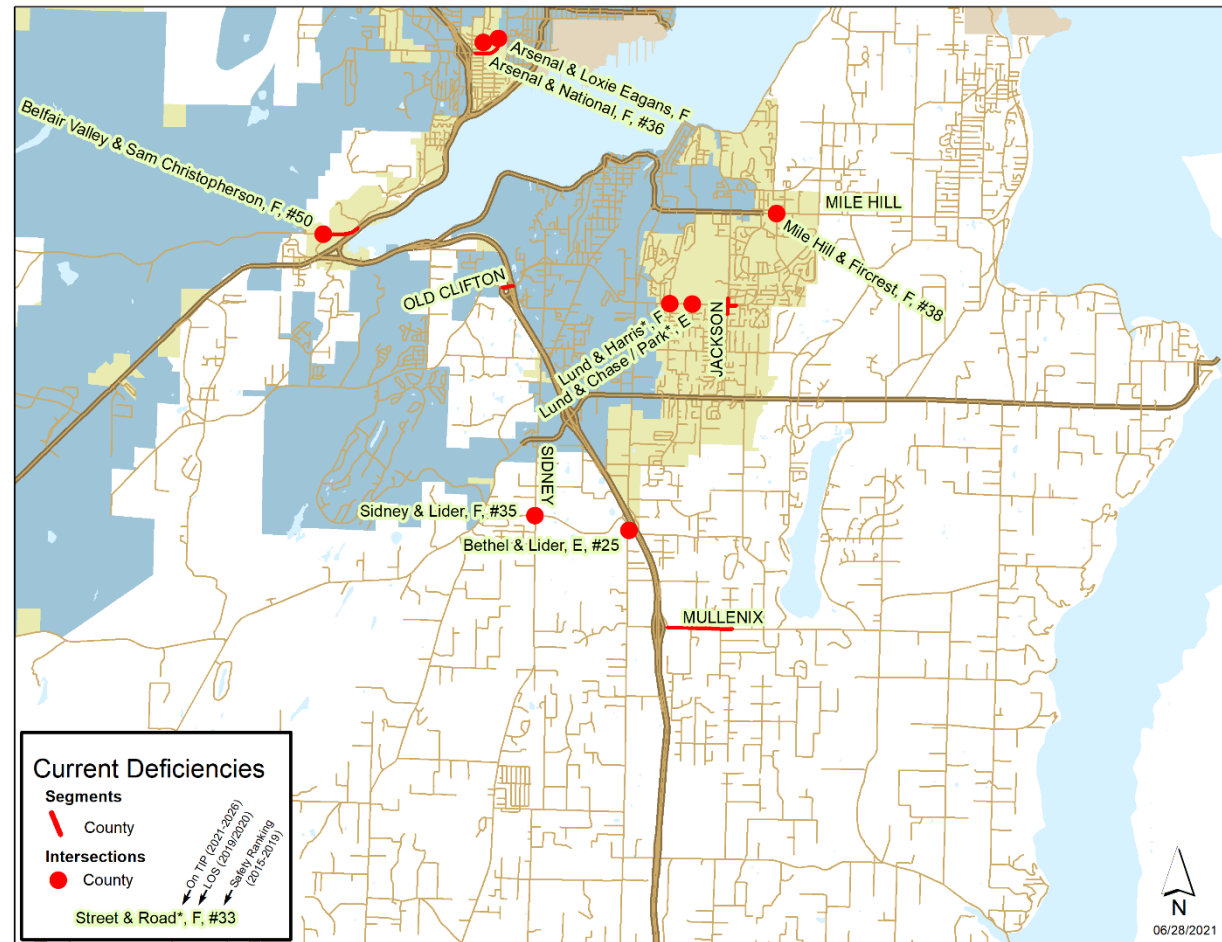 Arsenal & Loxie Eagans, F
Arsenal & National, F, #36
Belfair Valley & Sam Christopherson, F, #50
MILE HILL
Mile Hill & Fircrest, F, #38
OLD CLIFTON
Lund & Harris*, F
Lund & Chase / Park*, E
JACKSON
SIDNEY
Sidney & Lider, F, #35
Bethel & Lider, E, #25
MULLENIX
Current Deficiencies
Segments
County
Intersections
County
On TIP (2021-2026)
LOS (2019/2020)
Safety Ranking
(2015-2019)
Street & Road*, F, #33
N
06/28/2021